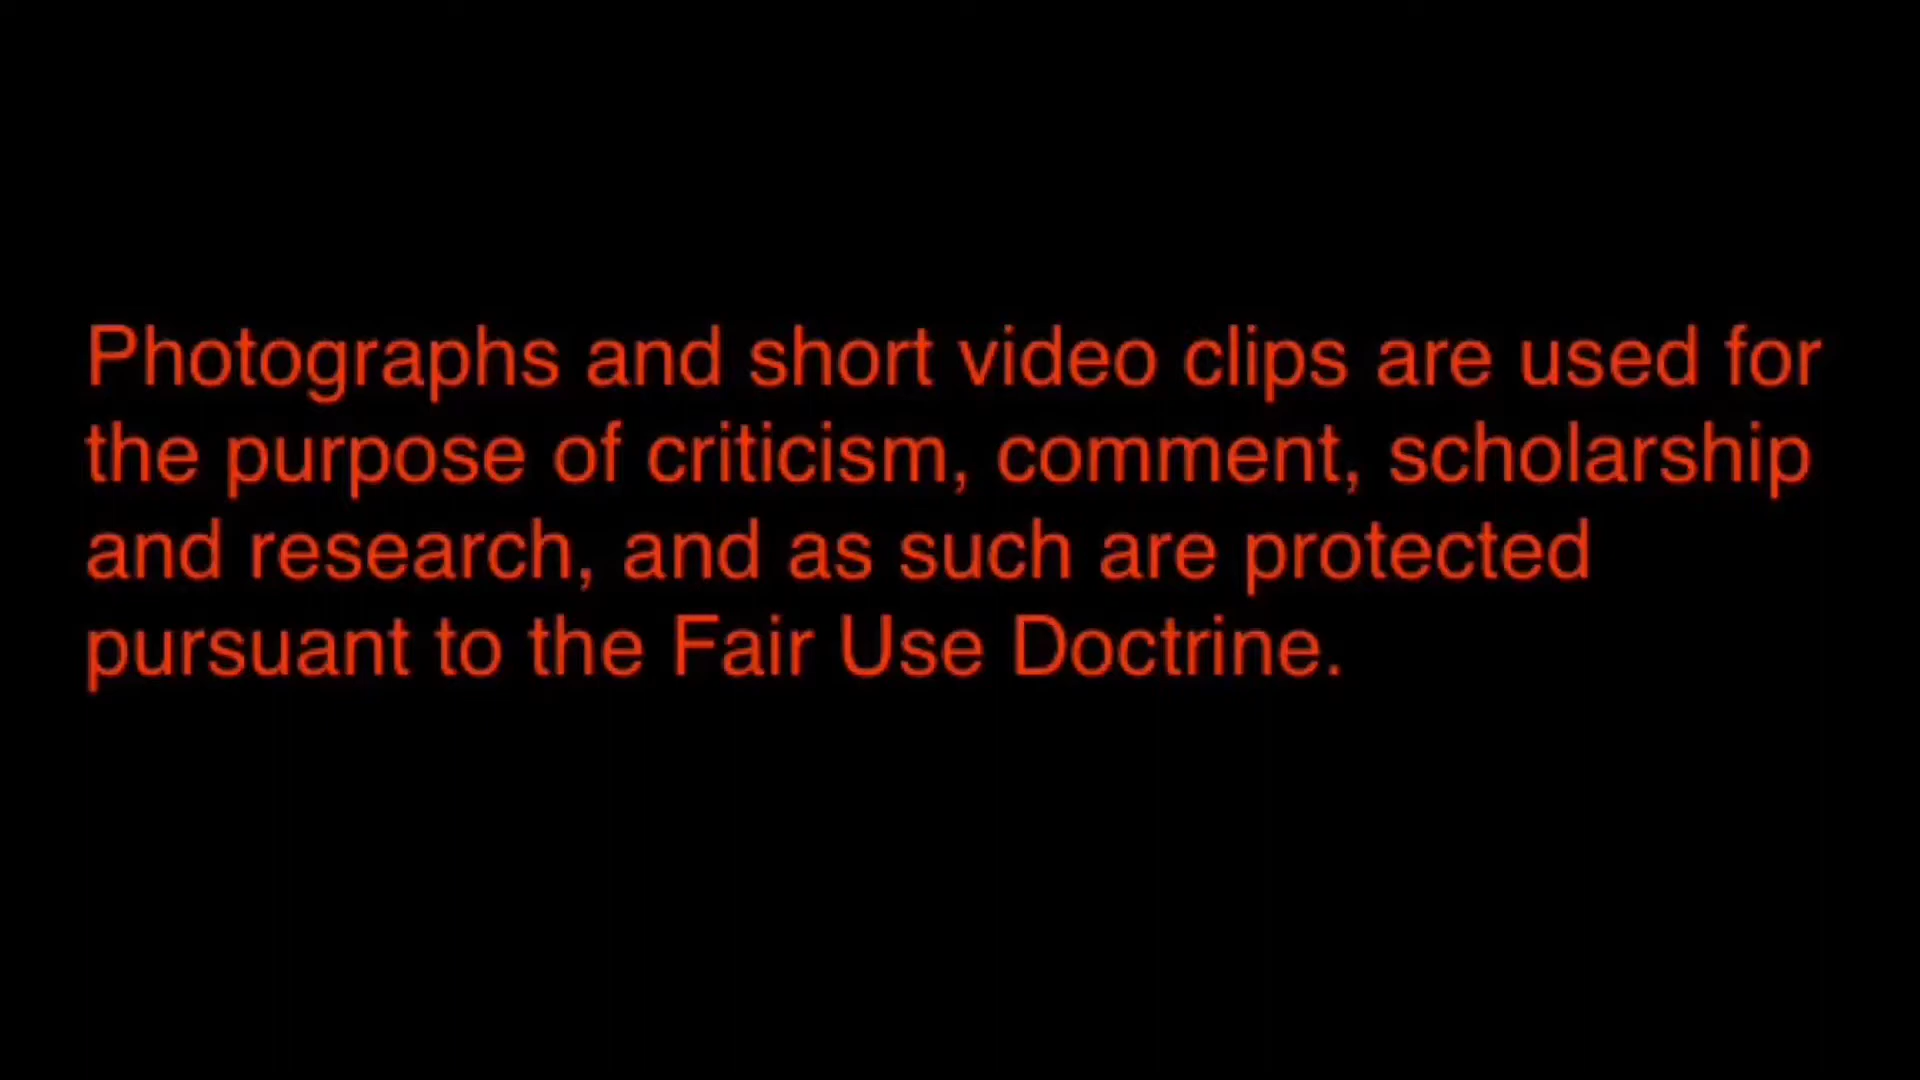 Photographs and short video clips are used for
the purpose of criticism, comment, scholarship
and research, and as such are protected
pursuant to the Fair Use Doctrine.